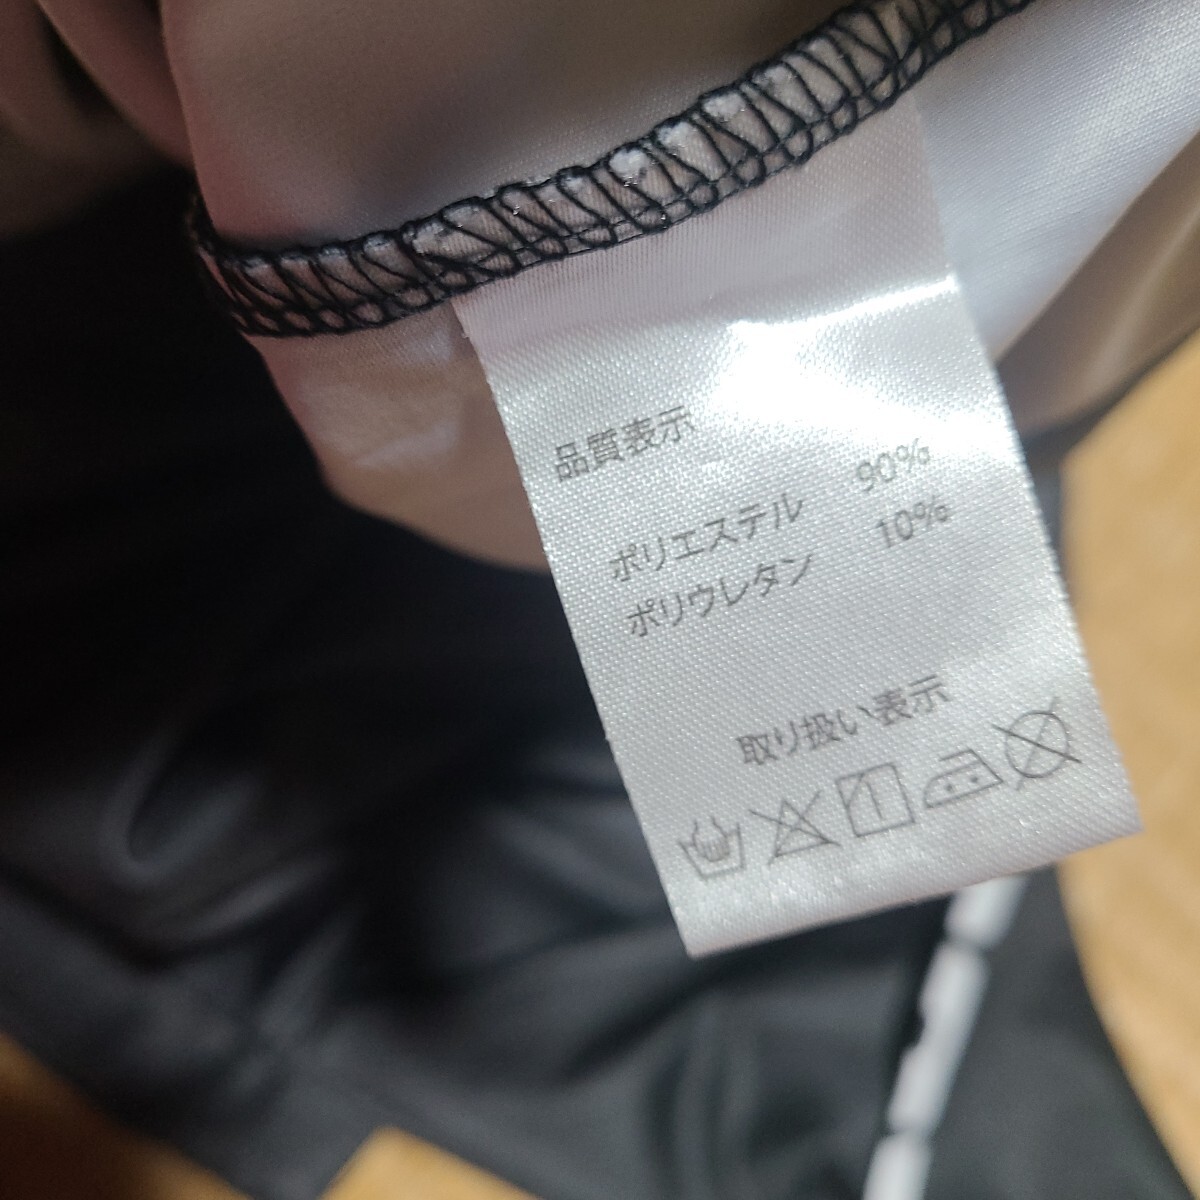 品質表示
ポリエステル 90%
ポリウレタン 10%
取り扱い表示